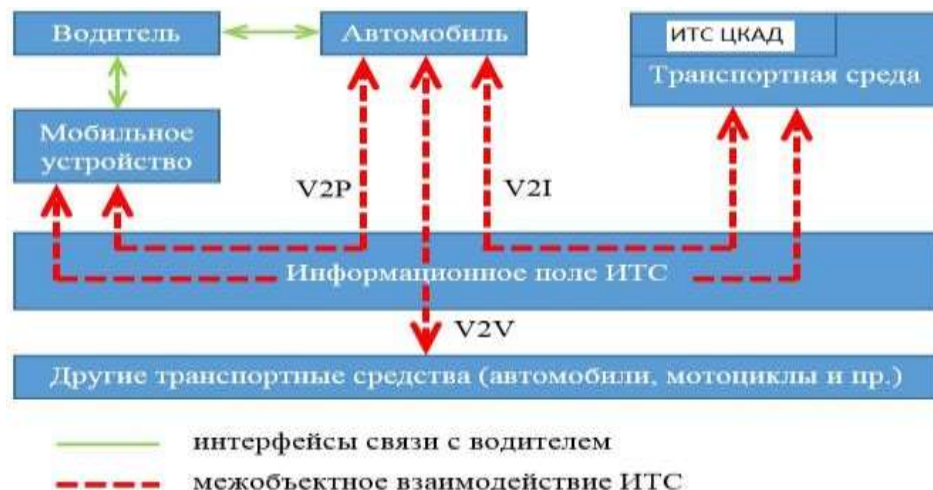 Водитель
Автомобиль
ИТС ЦКАД
Транспортная среда
Мобильное
устройство
V2P
V2I
Информационное поле ИТС
V2V
Другие транспортные средства (автомобили, мотоциклы и пр.)
интерфейсы связи с водителем
межобъектное взаимодействие ИТС